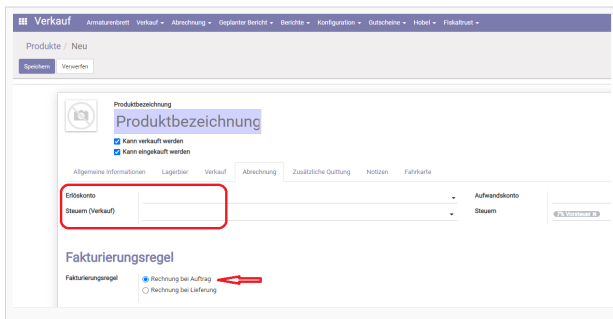 Verkauf Armaturenbrett Verkauf Abrechnung Geplanter Bericht Berichte Konfiguration Gutscheine Hobel Fiskaltrust
Produkte / Neu
Speichern Verwerfen
Produktbezeichnung
Produktbezeichnung
Kann verkauft werden
Kann eingekauft werden
Allgemeine Informationen Lagerbier Verkauf Abrechnung Zusätzliche Quittung Notizen Fahrkarte
Erlöskonto Aufwandskonto
Steuern (Verkauf) Steuern 7% Vorsteuer R
Fakturierungsregel
Fakturierungsregel Rechnung bei Auftrag
Rechnung bei Lieferung